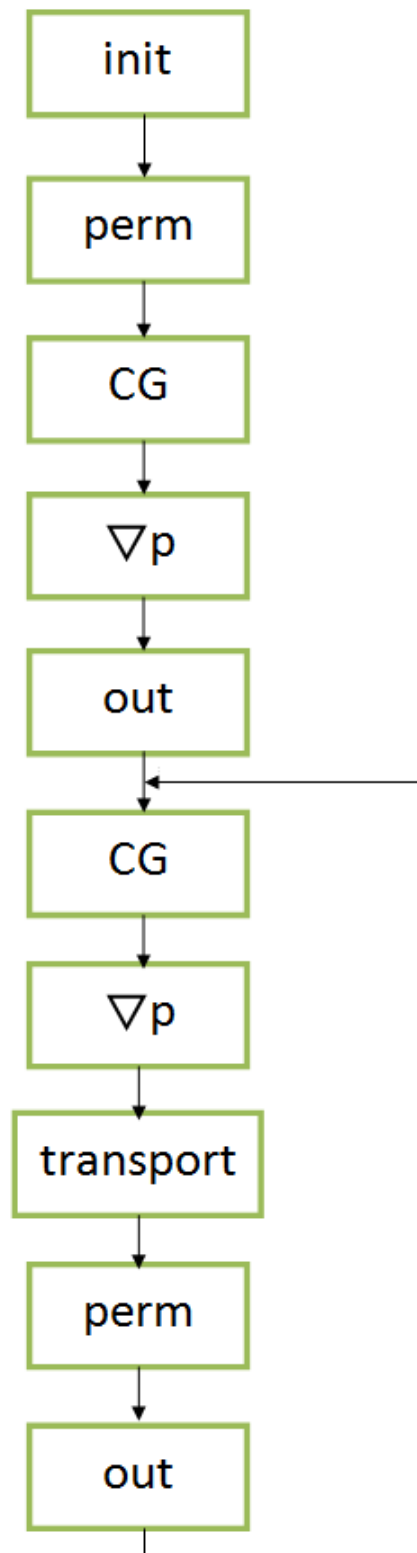 init
perm
CG
▽p
out
CG
▽p
transport
perm
out